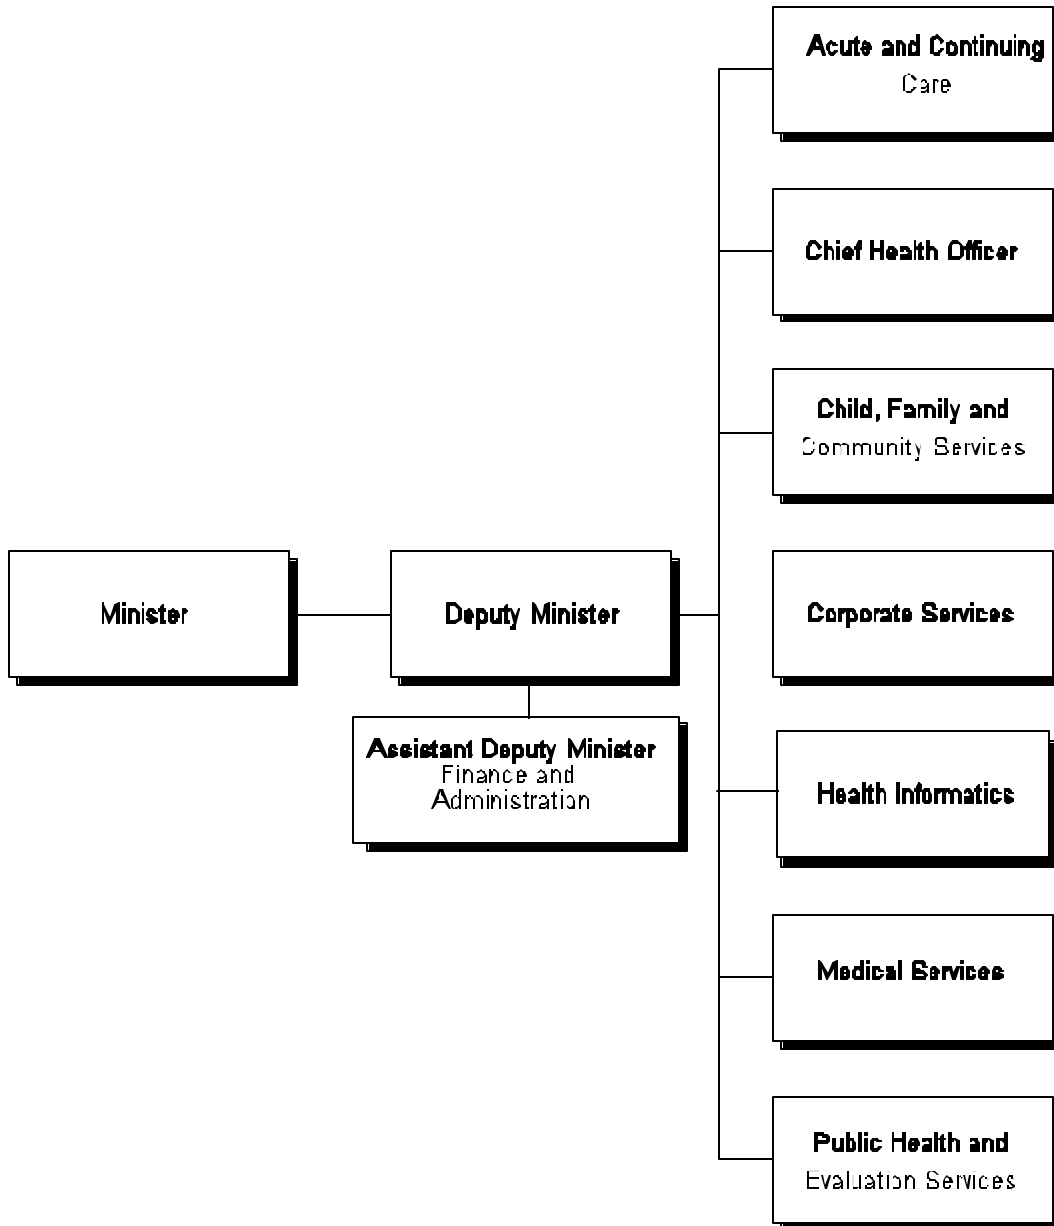 Acute and Continuing
Care
Chief Health Officer
Child, Family and
Community Services
Minister
Deputy Minister
Corporate Services
Assistant Deputy Minister
Finance and
Administration
Health Informatics
Medical Services
Public Health and
Evaluation Services